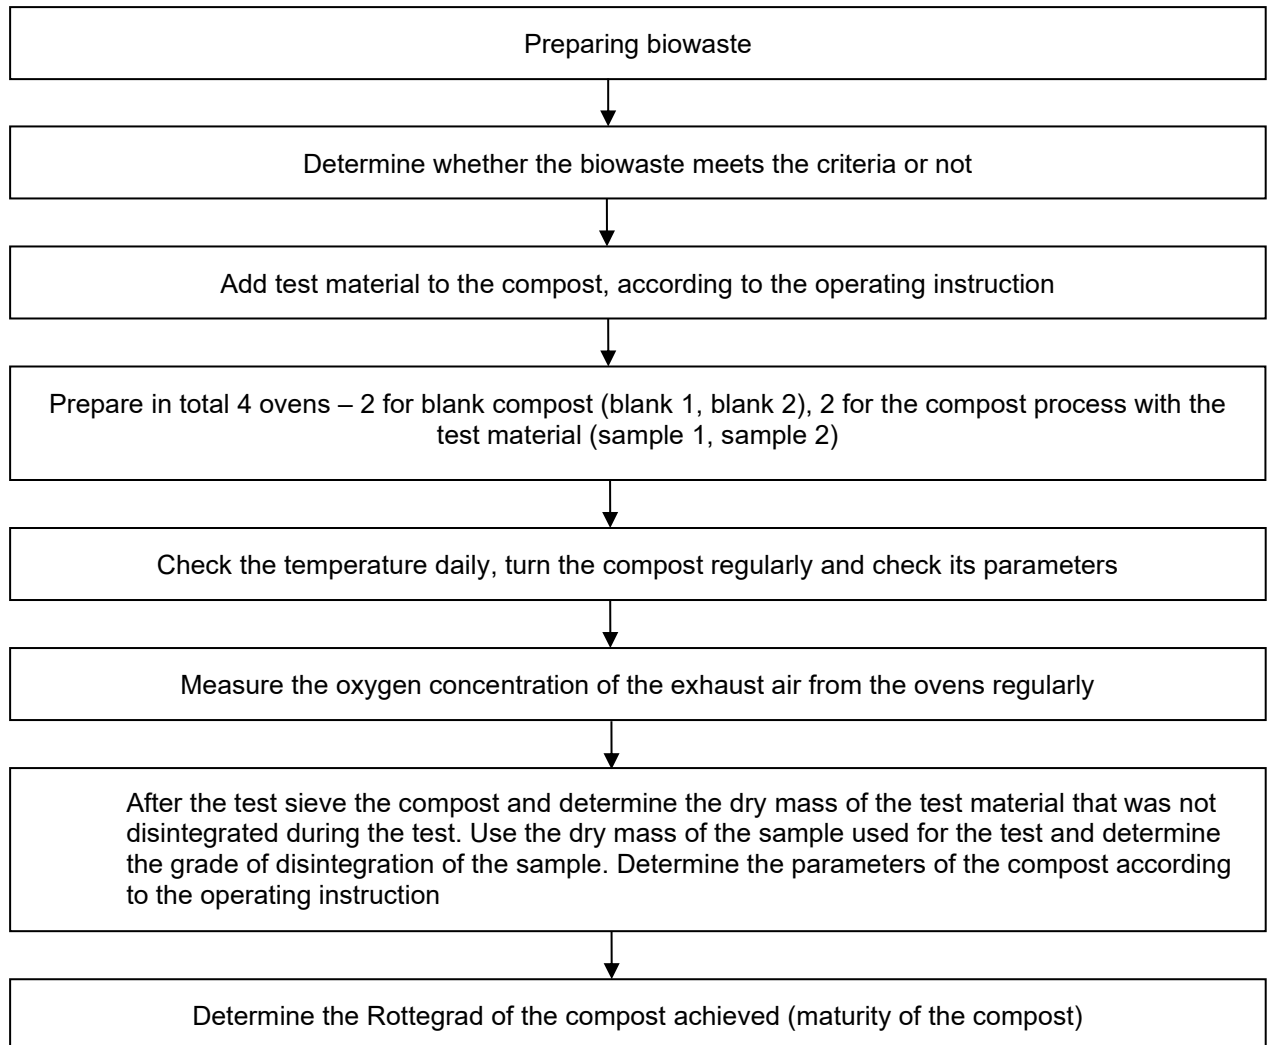 Preparing biowaste
Determine whether the biowaste meets the criteria or not
Add test material to the compost, according to the operating instruction
Prepare in total 4 ovens – 2 for blank compost (blank 1, blank 2), 2 for the compost process with the
test material (sample 1, sample 2)
Check the temperature daily, turn the compost regularly and check its parameters
Measure the oxygen concentration of the exhaust air from the ovens regularly
After the test sieve the compost and determine the dry mass of the test material that was not
disintegrated during the test. Use the dry mass of the sample used for the test and determine
the grade of disintegration of the sample. Determine the parameters of the compost according
to the operating instruction
Determine the Rottegrad of the compost achieved (maturity of the compost)